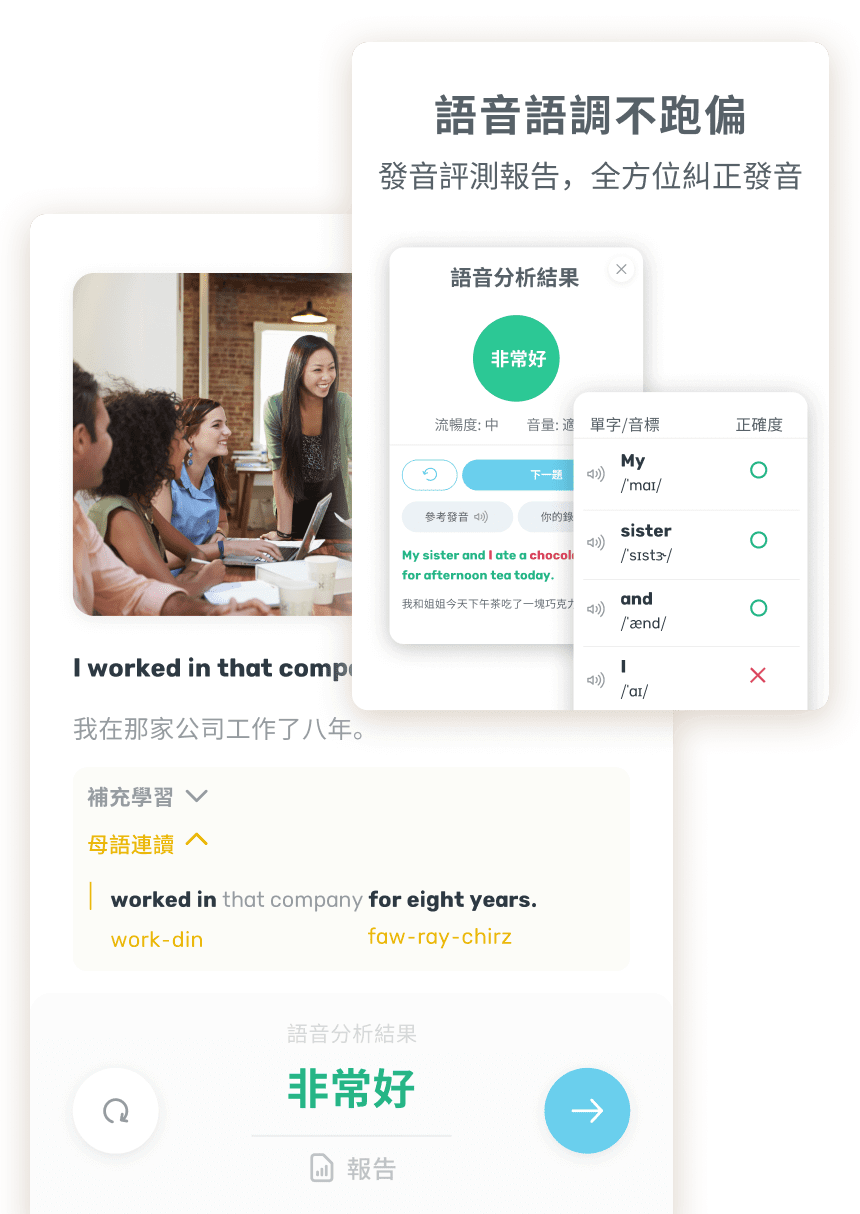 語音語調不跑偏
發音評測報告，全方位糾正發音
語音分析結果
非常好
流暢度: 中 音量: 適
下一題
參考發音 你的錄
My sister and I ate a chocol
for afternoon tea today.
我和姐姐今天下午茶吃了一塊巧克力
單字/音標 正確度
My
/ˈmaɪ/
sister
/ˈsɪstɝ/
and
/ˈænd/
I
/ˈɑɪ/
I worked in that comp
我在那家公司工作了八年。
補充學習
母語連讀
worked in that company for eight years.
work-din faw-ray-chirz
語音分析結果
非常好
報告